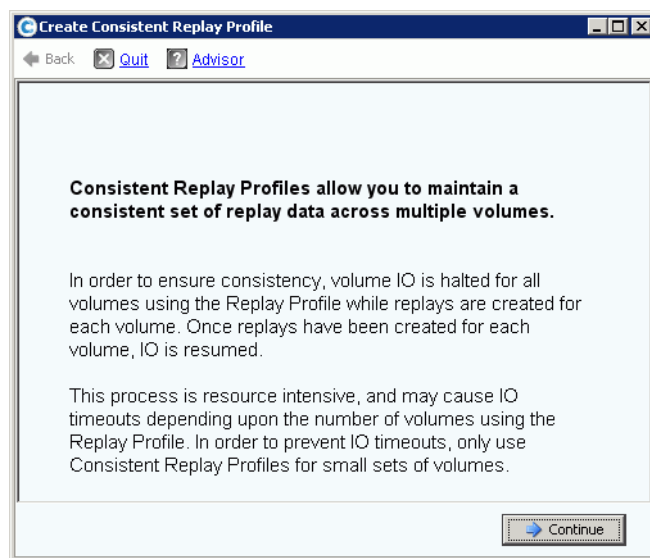 Create Consistent Replay Profile
Back Quit Advisor
Consistent Replay Profiles allow you to maintain a
consistent set of replay data across multiple volumes.
In order to ensure consistency, volume IO is halted for all
volumes using the Replay Profile while replays are created for
each volume. Once replays have been created for each
volume, IO is resumed.
This process is resource intensive, and may cause IO
timeouts depending upon the number of volumes using the
Replay Profile. In order to prevent IO timeouts, only use
Consistent Replay Profiles for small sets of volumes.
Continue